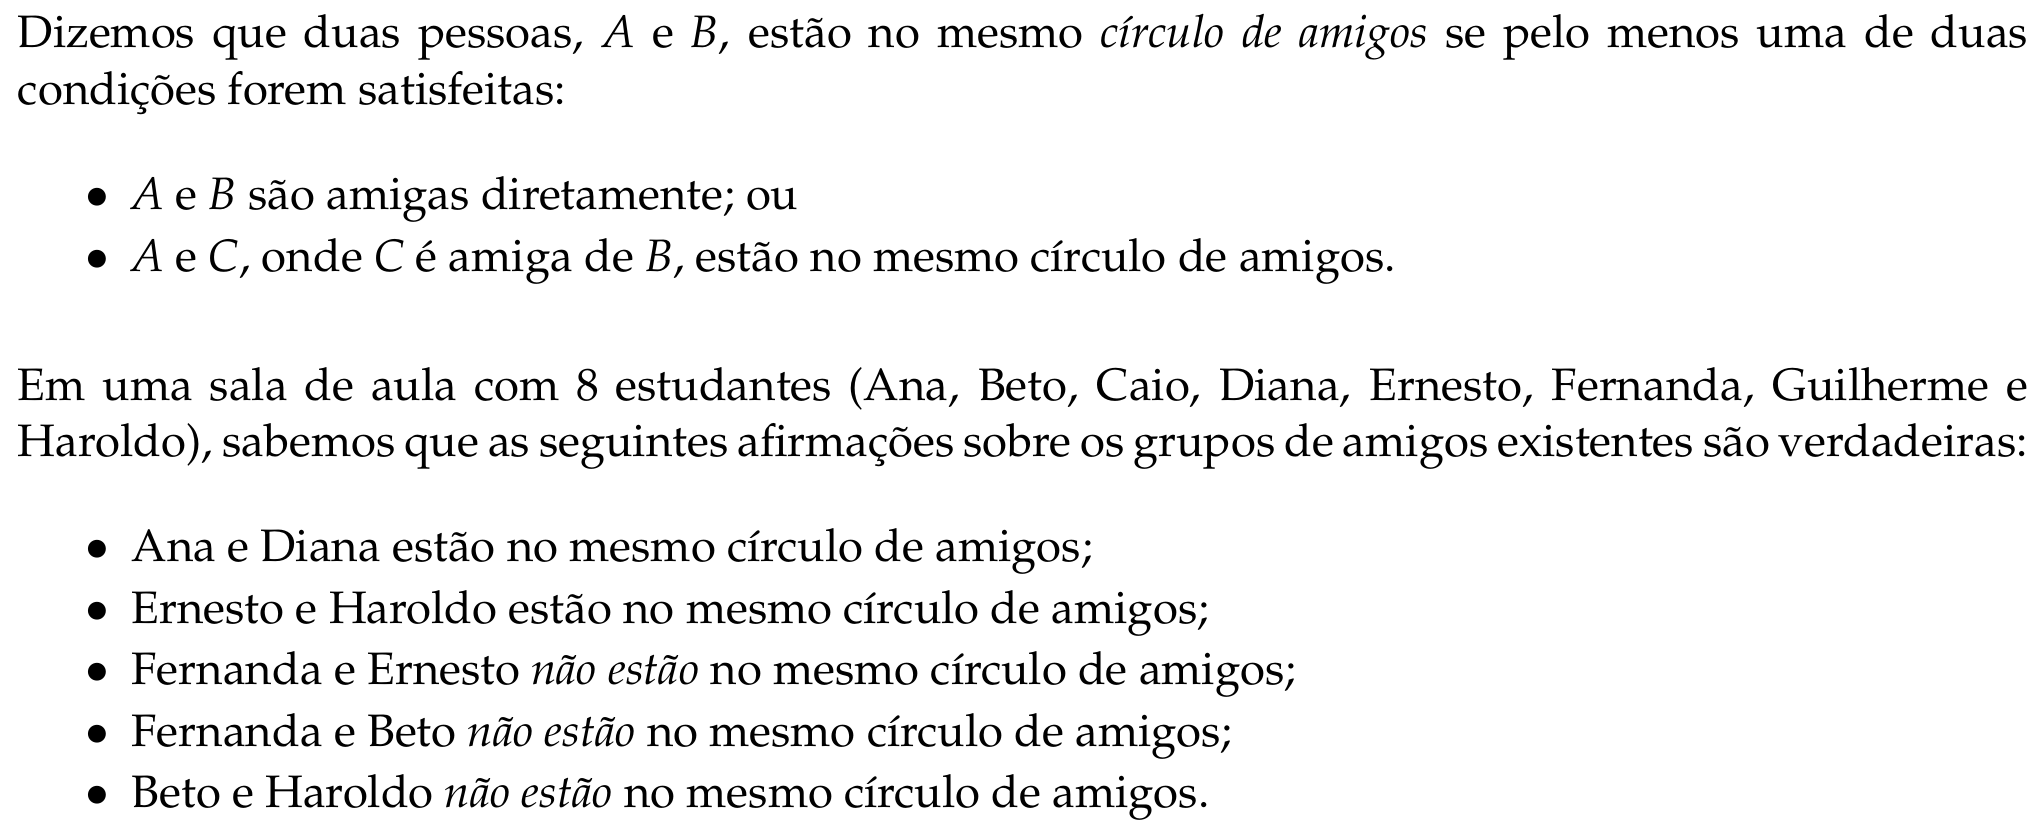 Dizemos que duas pessoas, A e B, estão no mesmo círculo de amigos se pelo menos uma de duas
condições forem satisfeitas:
• A e B são amigas diretamente; ou
• A e C, onde C é amiga de B, estão no mesmo círculo de amigos.
Em uma sala de aula com 8 estudantes (Ana, Beto, Caio, Diana, Ernesto, Fernanda, Guilherme e
Haroldo), sabemos que as seguintes afirmações sobre os grupos de amigos existentes são verdadeiras:
• Ana e Diana estão no mesmo círculo de amigos;
• Ernesto e Haroldo estão no mesmo círculo de amigos;
• Fernanda e Ernesto não estão no mesmo círculo de amigos;
• Fernanda e Beto não estão no mesmo círculo de amigos;
• Beto e Haroldo não estão no mesmo círculo de amigos.